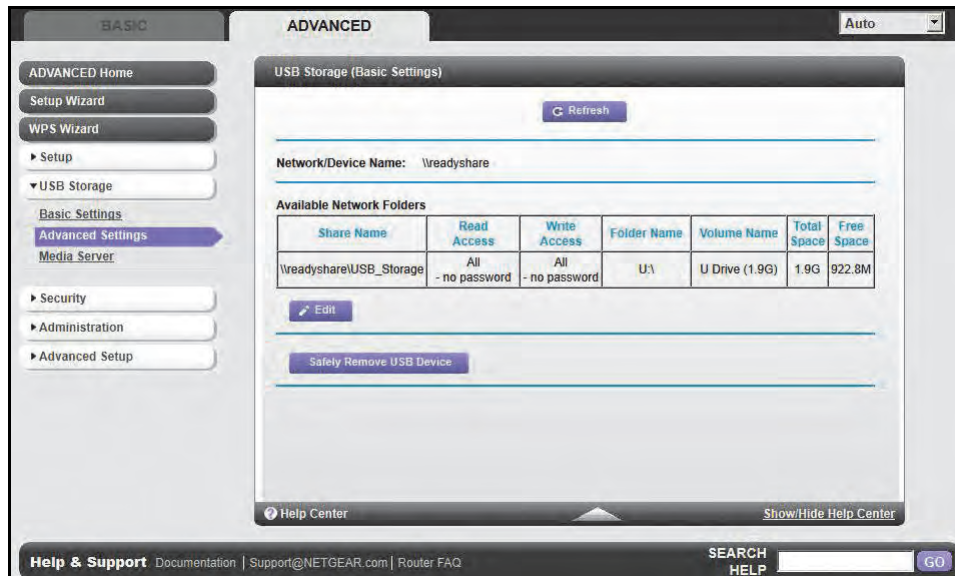 BASIC
ADVANCED
Auto
ADVANCED Home
Setup Wizard
WPS Wizard
Setup
USB Storage
Basic Settings
Advanced Settings
Media Server
Security
Administration
Advanced Setup
USB Storage (Basic Settings)
Refresh
Network/Device Name: \\readyshare
Available Network Folders
Share Name Read Access Write Access Folder Name Volume Name Total Space Free Space
\\readyshare\USB_Storage All - no password All - no password U:\ U Drive (1.9G) 1.9G 922.8M
Edit
Safely Remove USB Device
Help Center
Show/Hide Help Center
Help & Support Documentation | Support@NETGEAR.com | Router FAQ
SEARCH HELP
GO